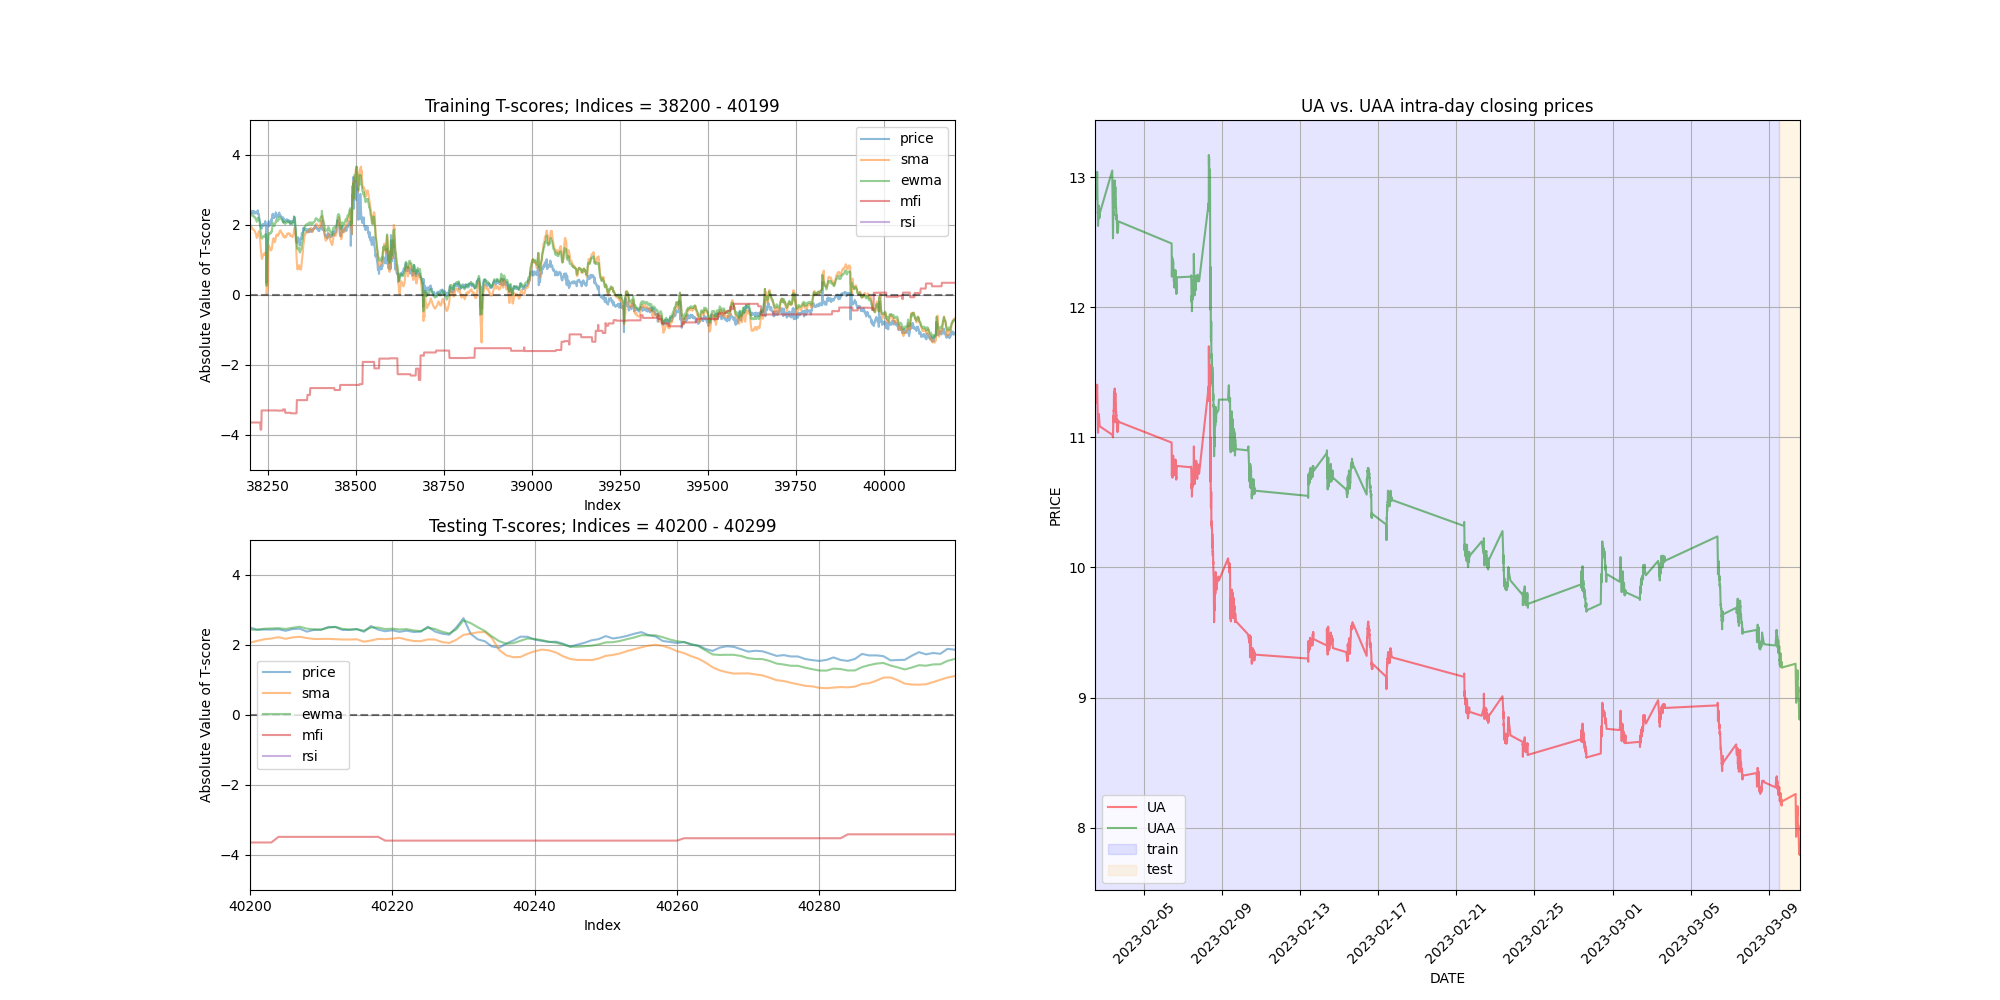 Training T-scores; Indices = 38200 - 40199
Absolute Value of T-score
4
2
0
−2
−4
price
sma
ewma
mfi
rsi
38250 38500 38750 39000 39250 39500 39750 40000
Index
Testing T-scores; Indices = 40200 - 40299
Absolute Value of T-score
4
2
0
−2
−4
price
sma
ewma
mfi
rsi
40200 40220 40240 40260 40280
Index
UA vs. UAA intra-day closing prices
PRICE
13
12
11
10
9
8
UA
UAA
train
test
2023-02-05 2023-02-09 2023-02-13 2023-02-17 2023-02-21 2023-02-25 2023-03-01 2023-03-05 2023-03-09
DATE